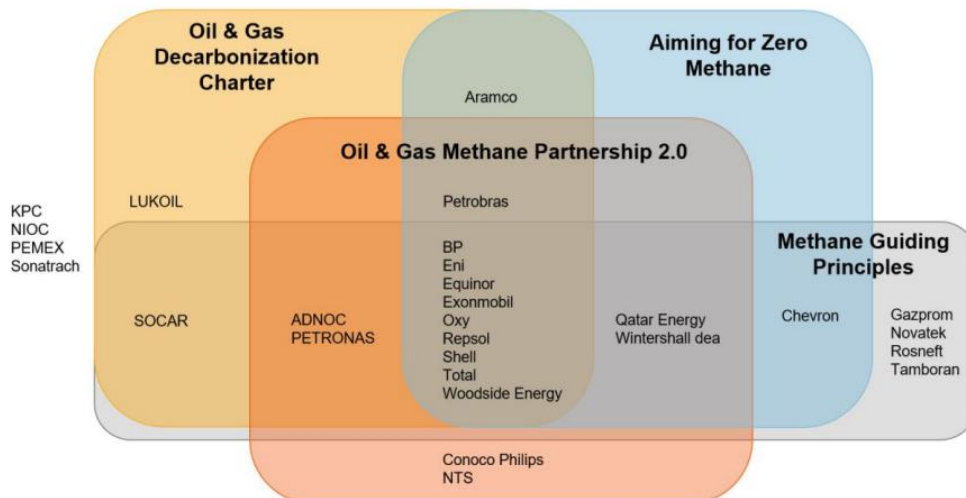 Oil & Gas
Decarbonization
Charter
Aiming for Zero
Methane
Aramco
Oil & Gas Methane Partnership 2.0
LUKOIL
Petrobras
KPC
NIOC
PEMEX
Sonatrach
Methane Guiding
Principles
BP
Eni
Equinor
Exonmobil
Oxy
Repsol
Shell
Total
Woodside Energy
SOCAR
ADNOC
PETRONAS
Qatar Energy
Wintershall dea
Chevron
Gazprom
Novatek
Rosneft
Tamboran
Conoco Philips
NTS